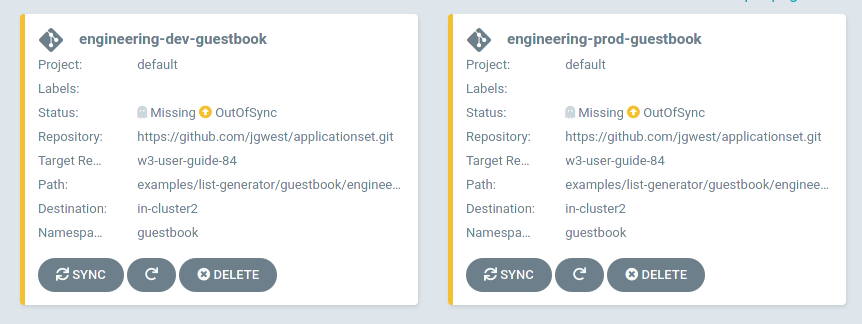 engineering-dev-guestbook
Project: default
Labels:
Status: Missing OutOfSync
Repository: https://github.com/jgwest/applicationset.git
Target Re... w3-user-guide-84
Path: examples/list-generator/guestbook/enginee...
Destination: in-cluster2
Namespa... guestbook
SYNC DELETE
engineering-prod-guestbook
Project: default
Labels:
Status: Missing OutOfSync
Repository: https://github.com/jgwest/applicationset.git
Target Re... w3-user-guide-84
Path: examples/list-generator/guestbook/enginee...
Destination: in-cluster2
Namespa... guestbook
SYNC DELETE